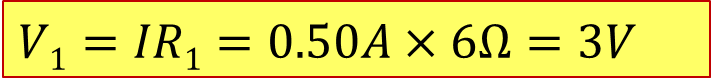 V₁ = IR₁ = 0.50A × 6Ω = 3V